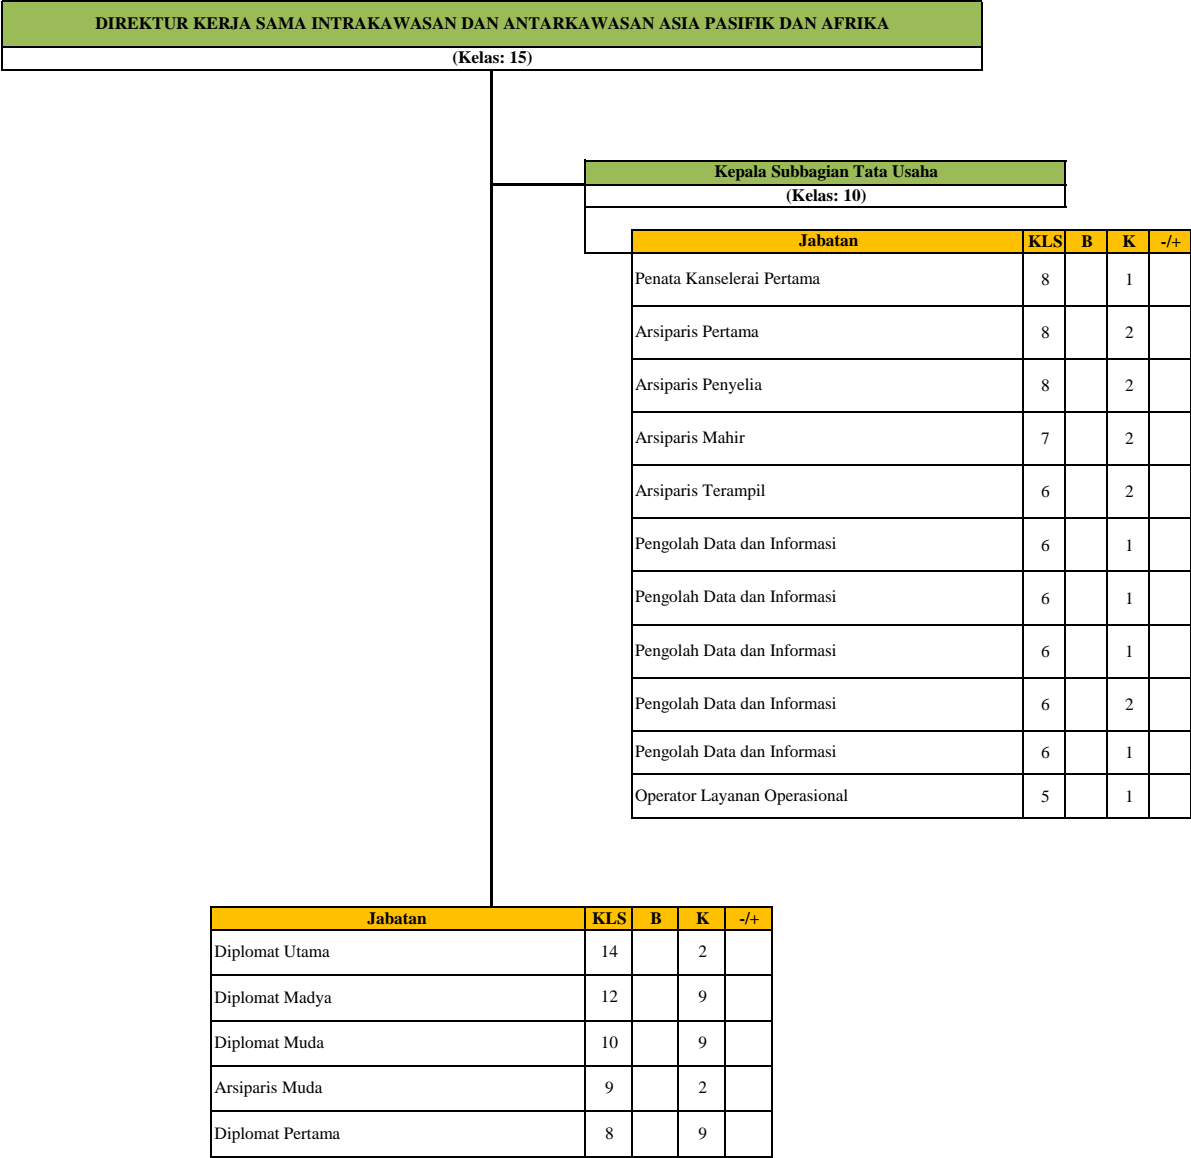 DIREKTUR KERJA SAMA INTRAKAWASAN DAN ANTARKAWASAN ASIA PASIFIK DAN AFRIKA
(Kelas: 15)
Kepala Subbagian Tata Usaha
(Kelas: 10)
Jabatan KLS B K -/+
Penata Kanselerai Pertama 8 1
Arsiparis Pertama 8 2
Arsiparis Penyelia 8 2
Arsiparis Mahir 7 2
Arsiparis Terampil 6 2
Pengolah Data dan Informasi 6 1
Pengolah Data dan Informasi 6 1
Pengolah Data dan Informasi 6 1
Pengolah Data dan Informasi 6 2
Pengolah Data dan Informasi 6 1
Operator Layanan Operasional 5 1
Jabatan KLS B K -/+
Diplomat Utama 14 2
Diplomat Madya 12 9
Diplomat Muda 10 9
Arsiparis Muda 9 2
Diplomat Pertama 8 9